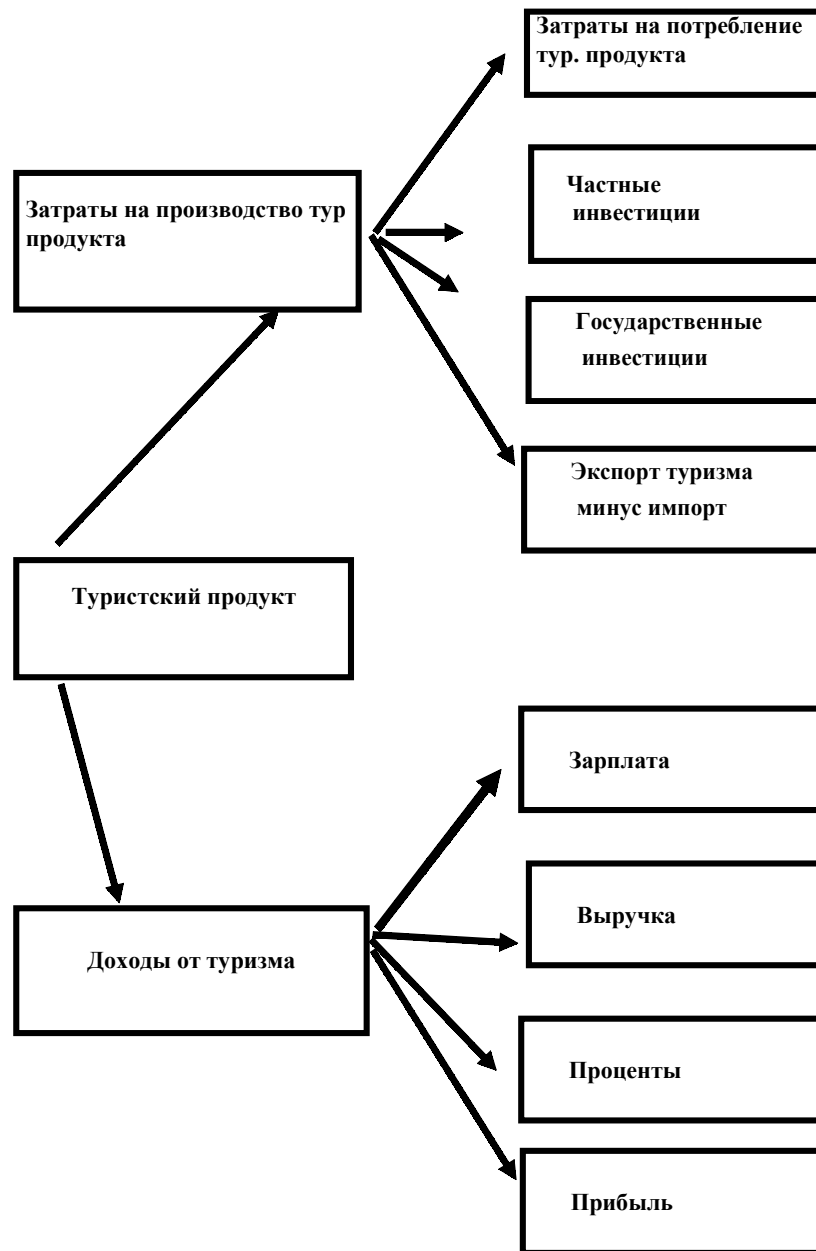 Затраты на потребление
тур. продукта
Частные
инвестиции
Затраты на производство тур
продукта
Государственные
инвестиции
Экспорт туризма
минус импорт
Туристский продукт
Зарплата
Выручка
Доходы от туризма
Проценты
Прибыль